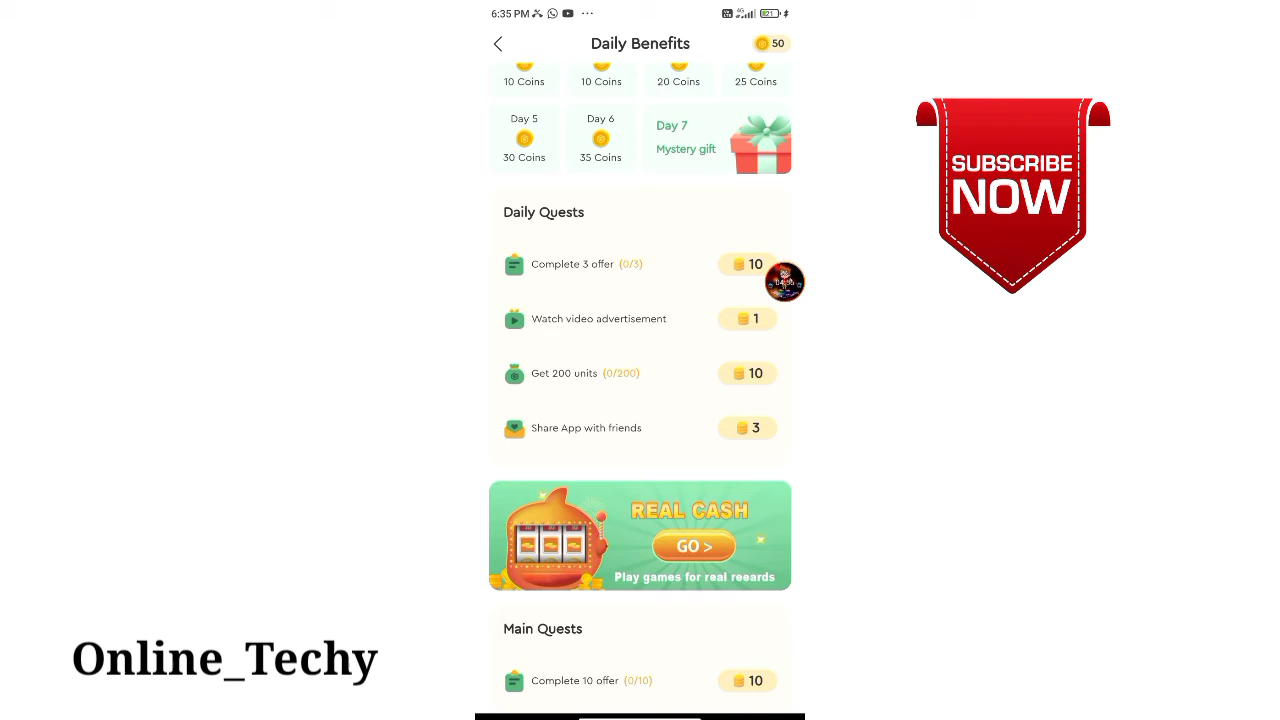 6:35 PM
4G
21
Daily Benefits
50
10 Coins
10 Coins
20 Coins
25 Coins
Day 5
Day 6
Day 7
30 Coins
35 Coins
Mystery gift
Daily Quests
Complete 3 offer (0/3)
10
Watch video advertisement
1
Get 200 units (0/200)
10
Share App with friends
3
REAL CASH
GO >
Play games for real reeards
Main Quests
Complete 10 offer (0/10)
10
SUBSCRIBE
NOW
Online_Techy